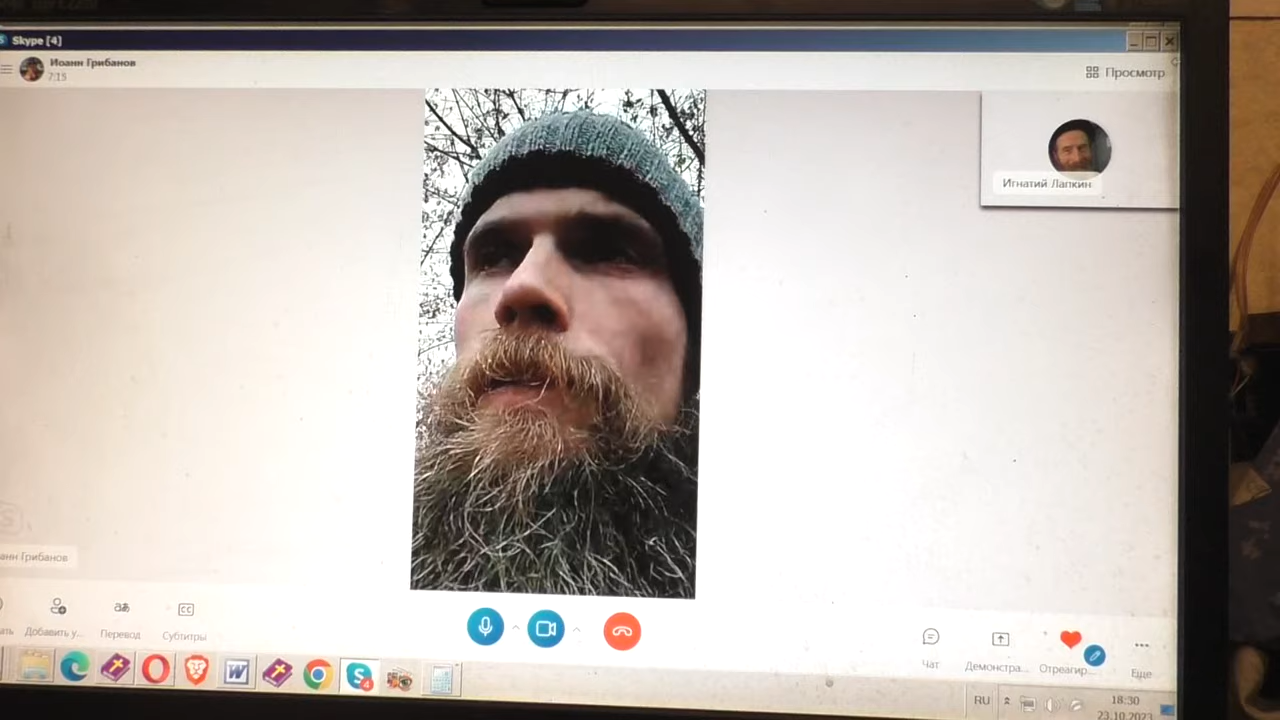 Skype [4]
Иоанн Грибанов
7:15
Просмотр
Игнатий Лапкин
анн Грибанов
Добавить у...
Перевод
Субтитры
Чат
Демонстра...
Отреагир...
Еще
RU
18:30
23.10.2023